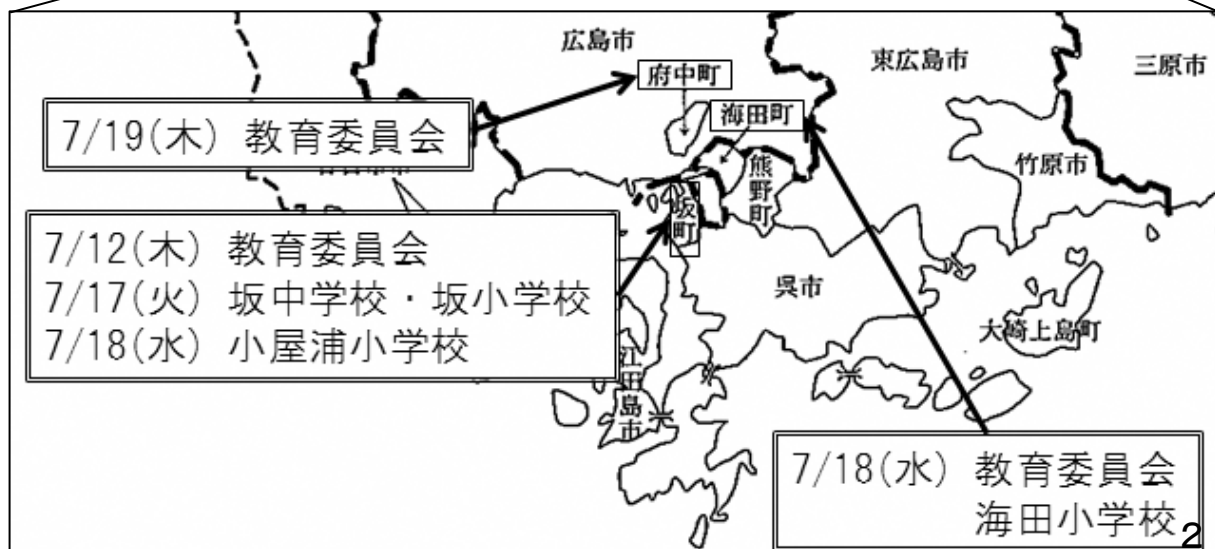 広島市
東広島市
三原市
府中町
海田町
熊野町
坂町
竹原市
呉市
大崎上島町
江田島市
7/19(木) 教育委員会
7/12(木) 教育委員会
7/17(火) 坂中学校・坂小学校
7/18(水) 小屋浦小学校
7/18(水) 教育委員会
海田小学校
2